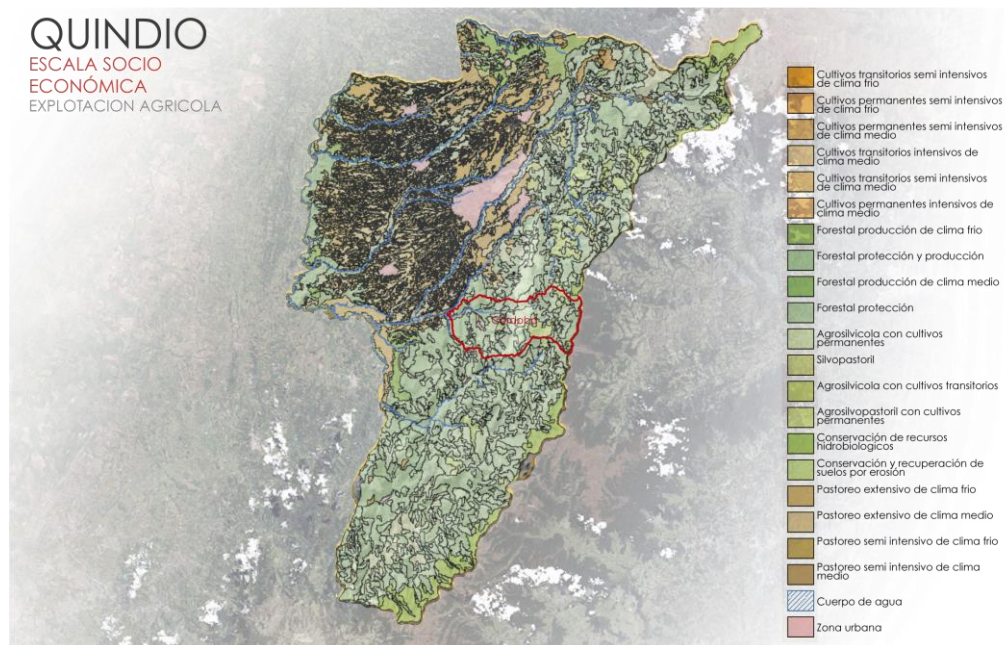 QUINDIO
ESCALA SOCIO
ECONÓMICA
EXPLOTACION AGRICOLA
Cultivos transitorios semi intensivos
de clima frio
Cultivos permanentes semi intensivos
de clima frio
Cultivos permanentes semi intensivos
de clima medio
Cultivos transitorios intensivos de
clima medio
Cultivos transitorios semi intensivos
de clima medio
Cultivos permanentes intensivos de
clima medio
Forestal producción de clima frio
Forestal protección y producción
Forestal producción de clima medio
Forestal protección
Agrosilvicola con cultivos
permanentes
Silvopastoril
Agrosilvicola con cultivos transitorios
Agrosilvopastoril con cultivos
permanentes
Conservación de recursos
hidrobiologicos
Conservación y recuperación de
suelos por erosión
Pastoreo extensivo de clima frio
Pastoreo extensivo de clima medio
Pastoreo semi intensivo de clima frio
Pastoreo semi intensivo de clima
medio
Cuerpo de agua
Zona urbana